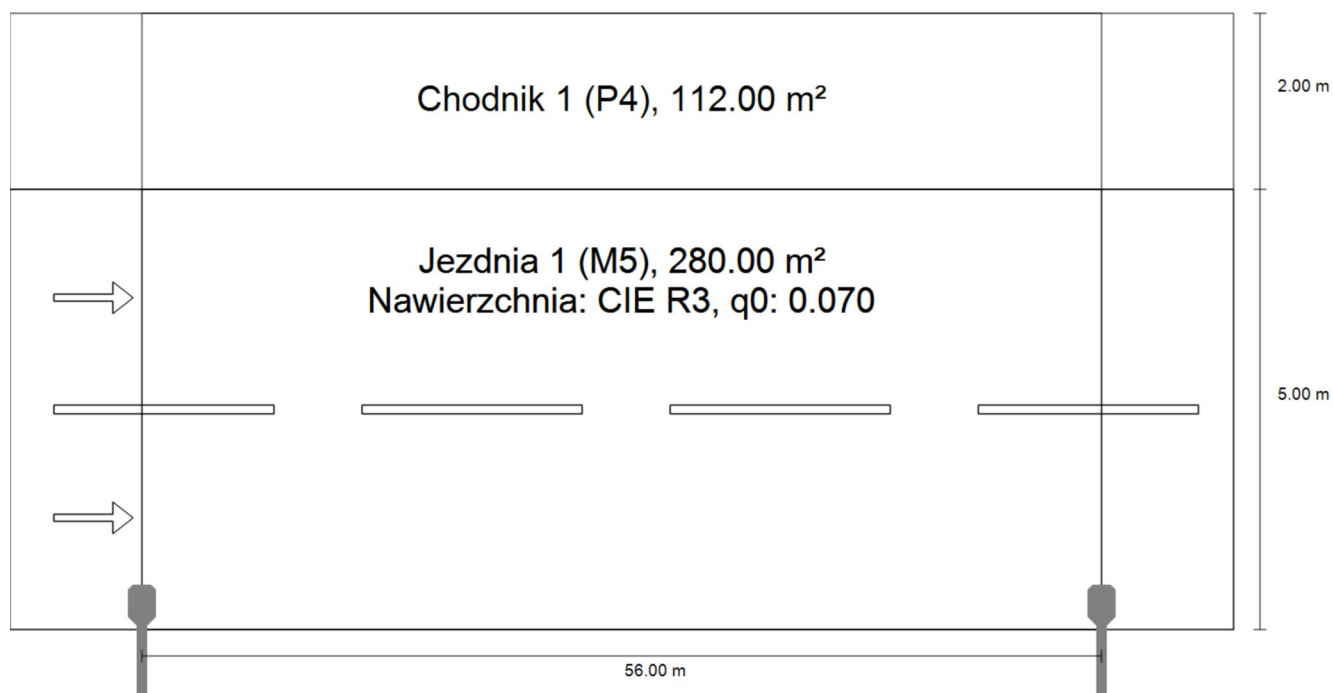 Chodnik 1 (P4), 112.00 m²
2.00 m
Jezdnia 1 (M5), 280.00 m²
Nawierzchnia: CIE R3, q0: 0.070
5.00 m
56.00 m